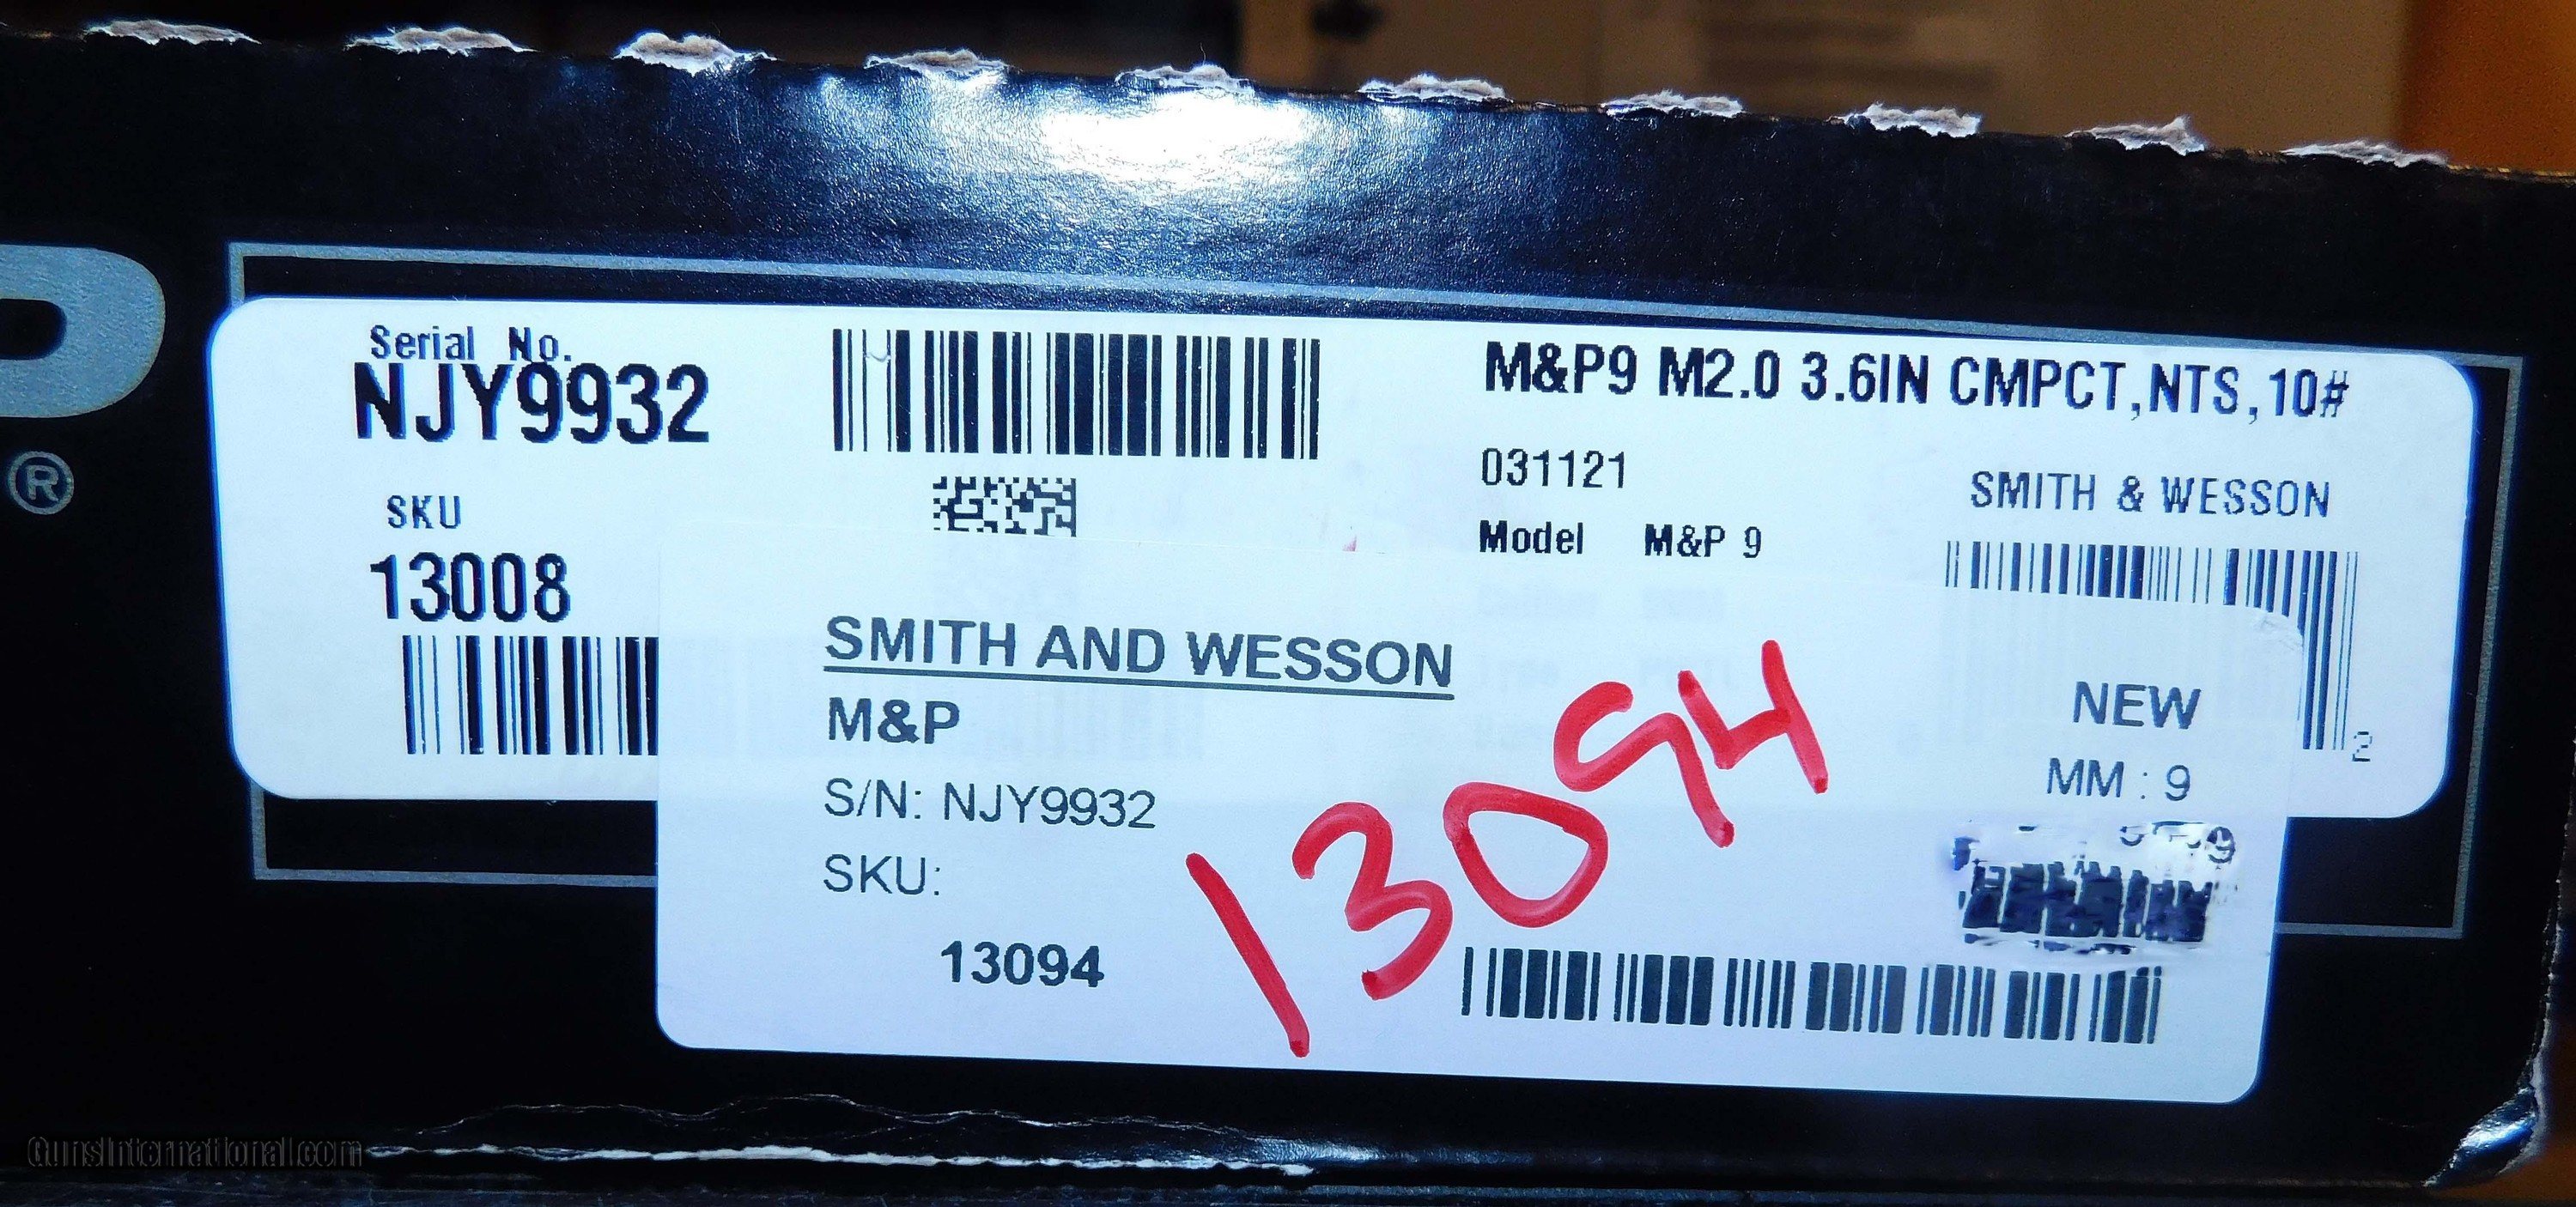 P
®
Serial No.
NJY9932
SKU
13008
M&P9 M2.0 3.6IN CMPCT,NTS,10#
031121
SMITH & WESSON
Model M&P 9
2
SMITH AND WESSON
M&P
S/N: NJY9932
SKU:
13094
13094
NEW
MM : 9
GunsInternational.com